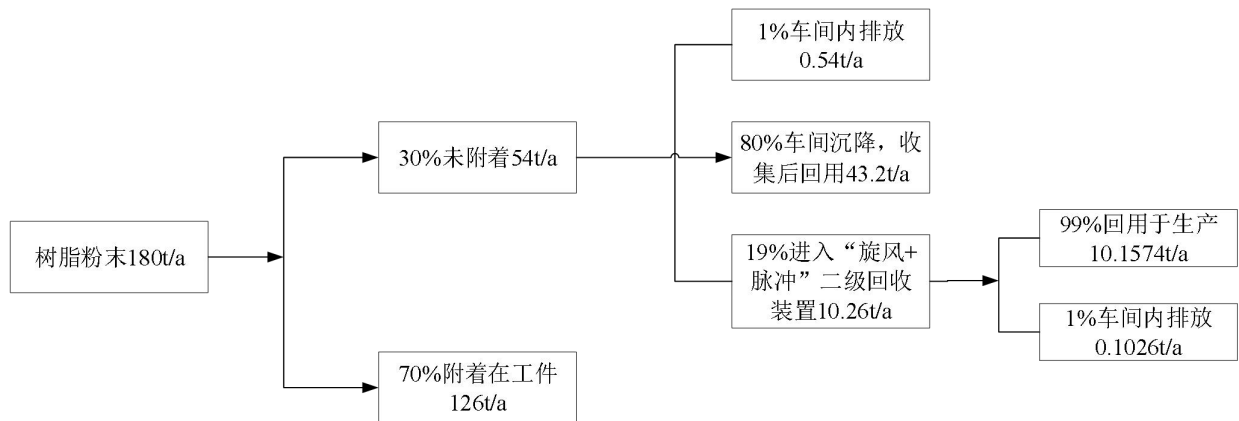 树脂粉末180t/a
30%未附着54t/a
70%附着在工件
126t/a
1%车间内排放
0.54t/a
80%车间沉降，收
集后回用43.2t/a
19%进入“旋风+
脉冲”二级回收
装置10.26t/a
99%回用于生产
10.1574t/a
1%车间内排放
0.1026t/a